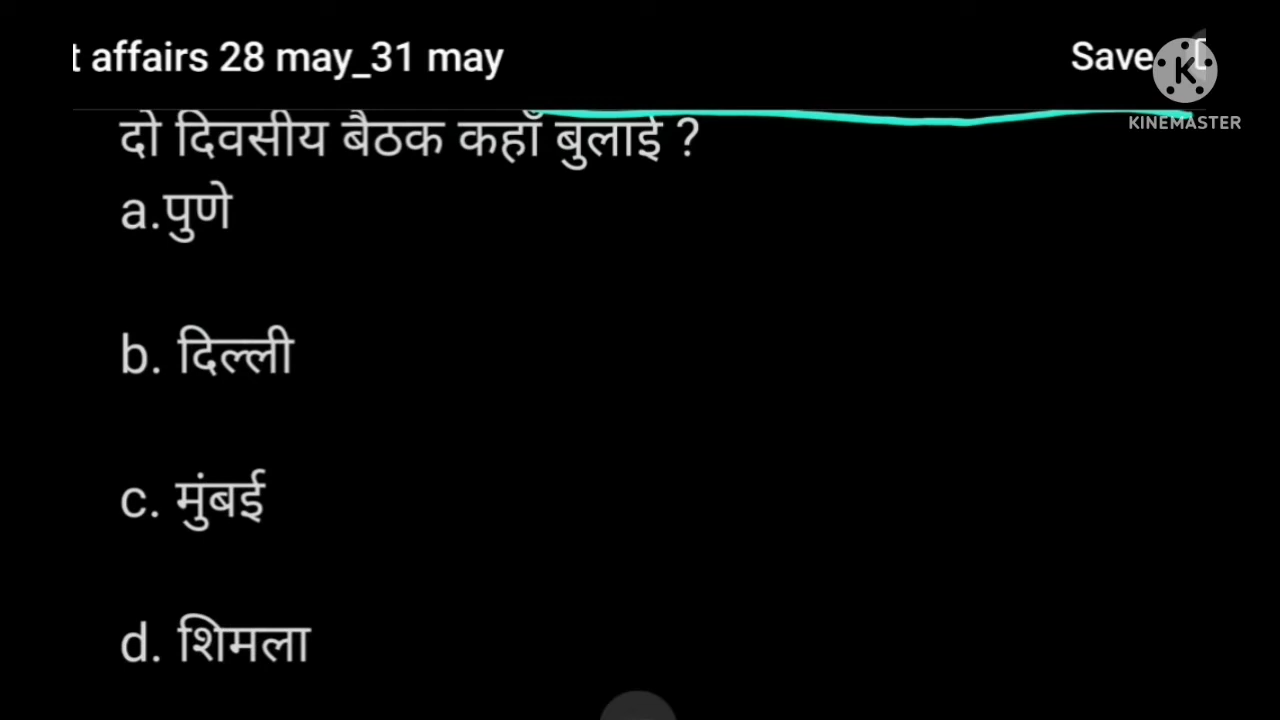 t affairs 28 may_31 may
Save
KINEMASTER
दो दिवसीय बैठक कहाँ बुलाई ?
a.पुणे
b. दिल्ली
c. मुंबई
d. शिमला